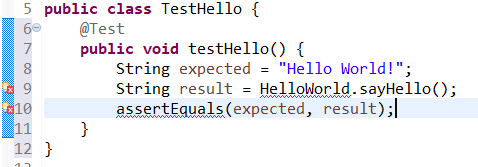 5 public class TestHello {
6 @Test
7 public void testHello() {
8 String expected = "Hello World!";
9 String result = HelloWorld.sayHello();
10 assertEquals(expected, result);
11 }
12 }